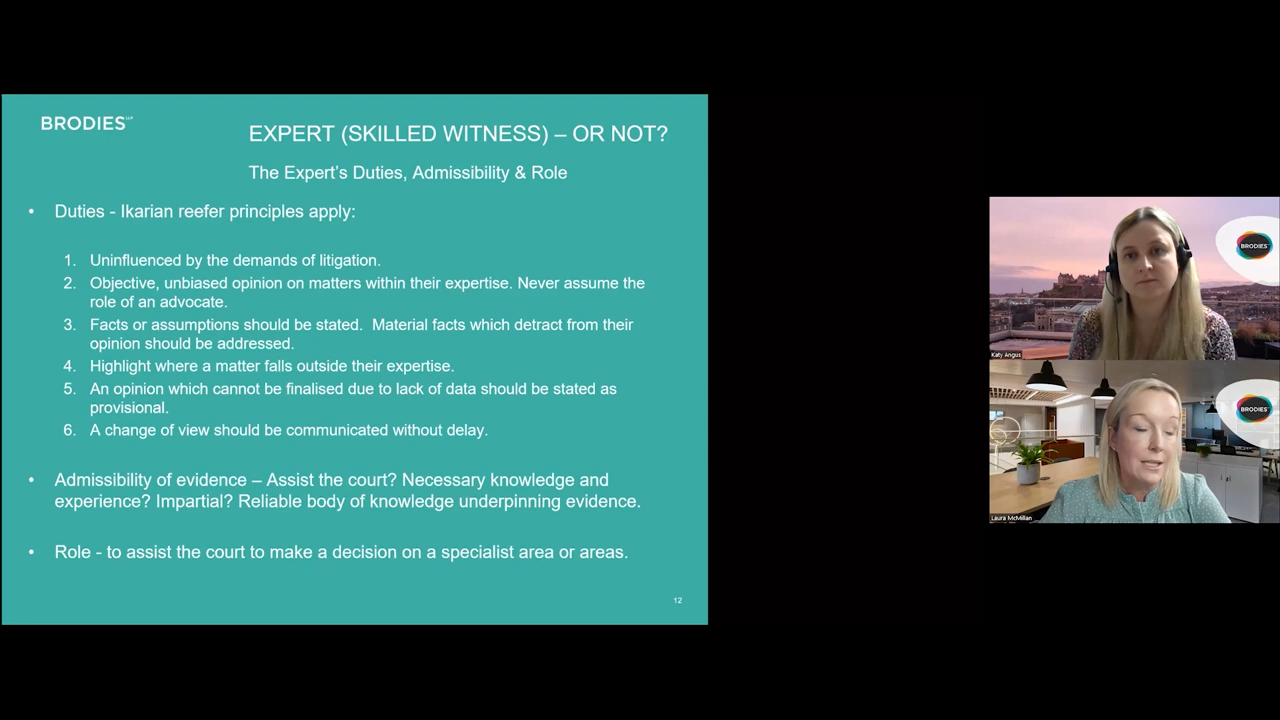 BRODIES LLP
EXPERT (SKILLED WITNESS) – OR NOT?
The Expert's Duties, Admissibility & Role
• Duties - Ikarian reefer principles apply:
1. Uninfluenced by the demands of litigation.
2. Objective, unbiased opinion on matters within their expertise. Never assume the
role of an advocate.
3. Facts or assumptions should be stated.  Material facts which detract from their
opinion should be addressed.
4. Highlight where a matter falls outside their expertise.
5. An opinion which cannot be finalised due to lack of data should be stated as
provisional.
6. A change of view should be communicated without delay.
• Admissibility of evidence – Assist the court? Necessary knowledge and
experience? Impartial? Reliable body of knowledge underpinning evidence.
• Role - to assist the court to make a decision on a specialist area or areas.
12
BRODIES
Katy Angus
BRODIES
Laura McMillan